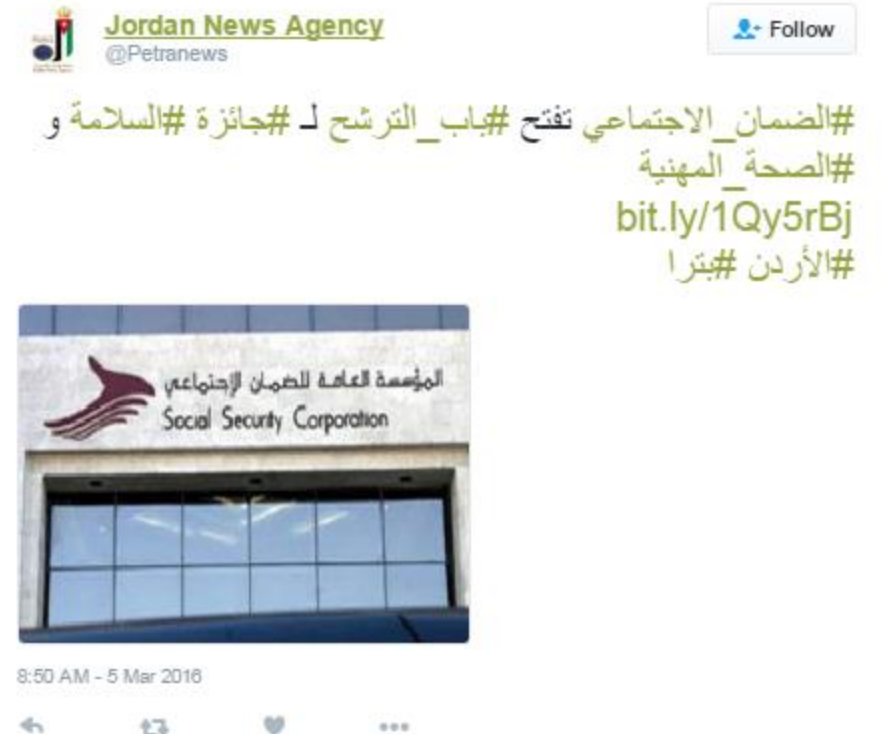 Jordan News Agency
@Petranews
Follow
#الضمان_الاجتماعي تفتح #باب_الترشح لـ #جائزة #السلامة و
#الصحة_المهنية
bit.ly/1Qy5rBj
#الأردن #بترا
المؤسسة العامة للضمان الإجتماعي
Social Security Corporation
8:50 AM - 5 Mar 2016